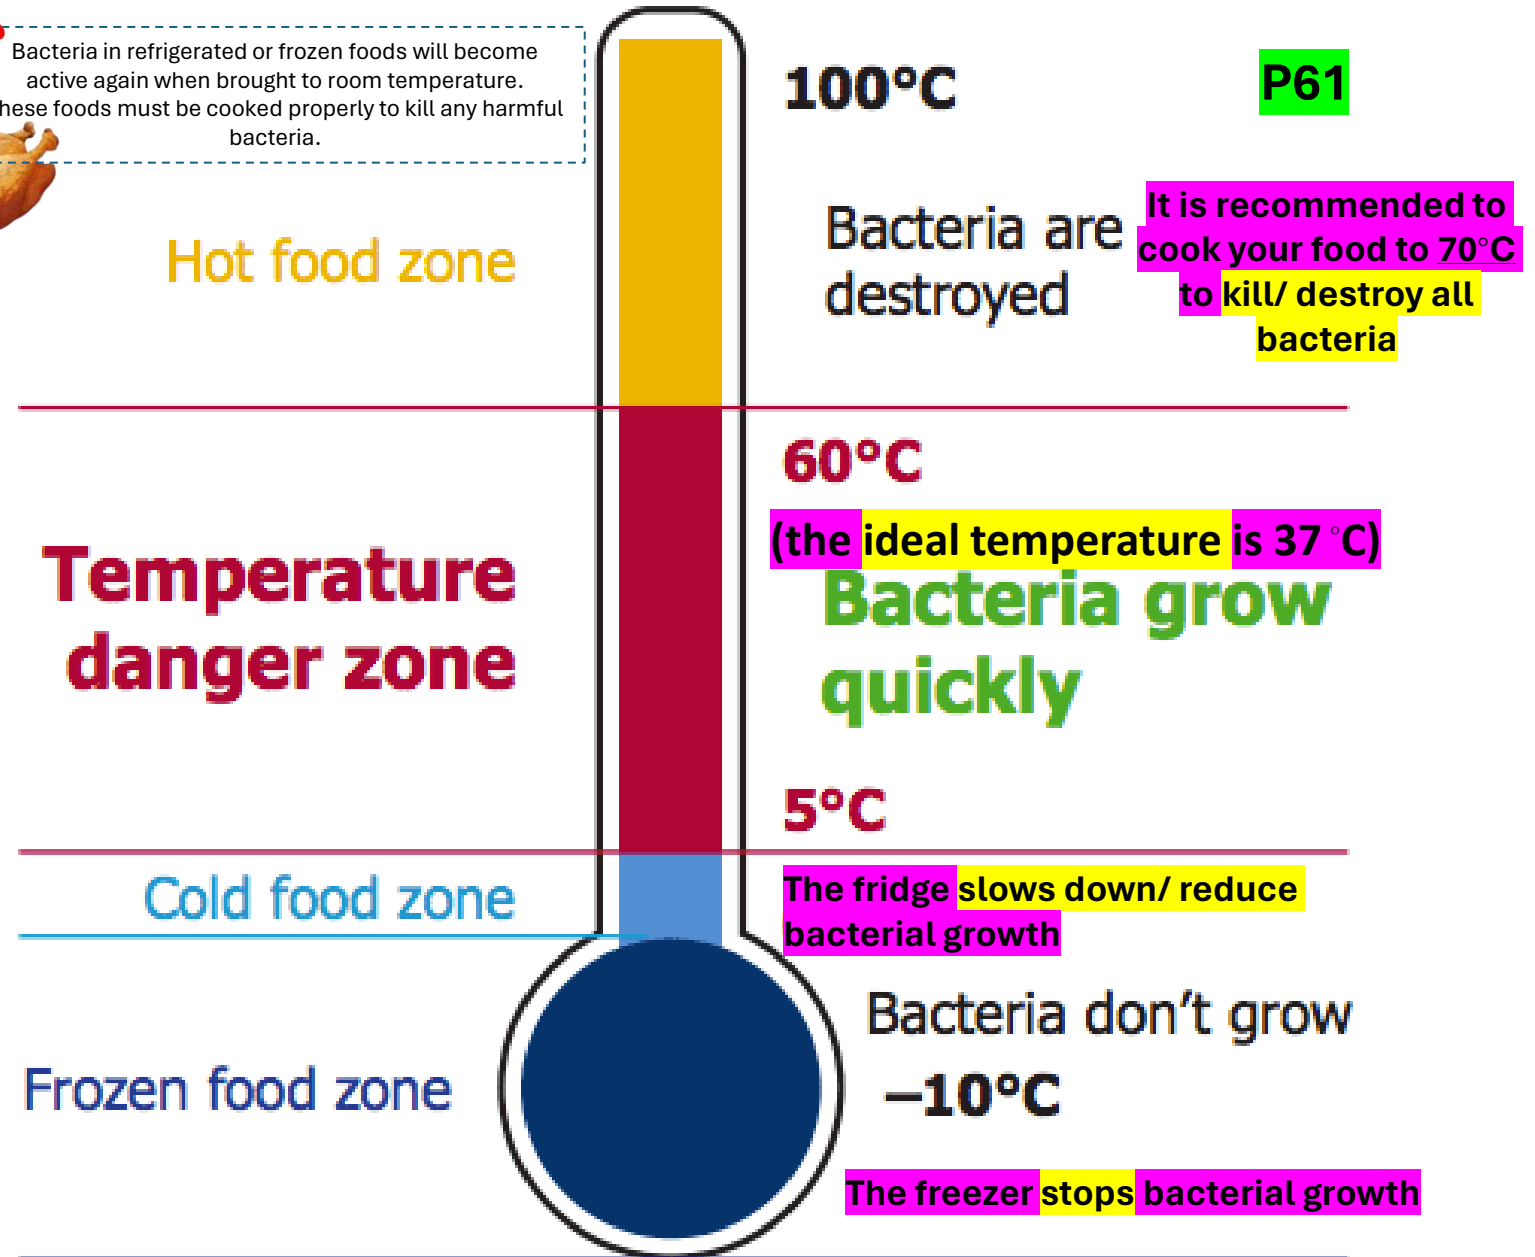 Bacteria in refrigerated or frozen foods will become
active again when brought to room temperature.
hese foods must be cooked properly to kill any harmful
bacteria.
100°C
P61
Hot food zone
Bacteria are
destroyed
It is recommended to
cook your food to 70°C
to kill/ destroy all
bacteria
60°C
(the ideal temperature is 37 °C)
Temperature
danger zone
Bacteria grow
quickly
5°C
Cold food zone
The fridge slows down/ reduce
bacterial growth
Bacteria don’t grow
Frozen food zone
–10°C
The freezer stops bacterial growth